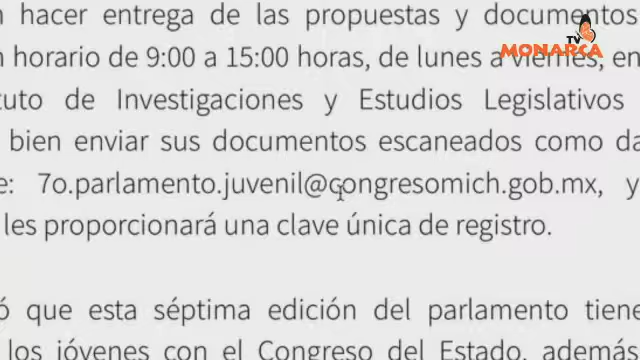 hacer entrega de las propuestas y documentos
TV
MONARCA
horario de 9:00 a 15:00 horas, de lunes a viernes, en
tuto de Investigaciones y Estudios Legislativos
bien enviar sus documentos escaneados como da
e: 7o.parlamento.juvenil@congresomich.gob.mx, y
les proporcionará una clave única de registro.
ó que esta séptima edición del parlamento tiene
los jóvenes con el Congreso del Estado, además